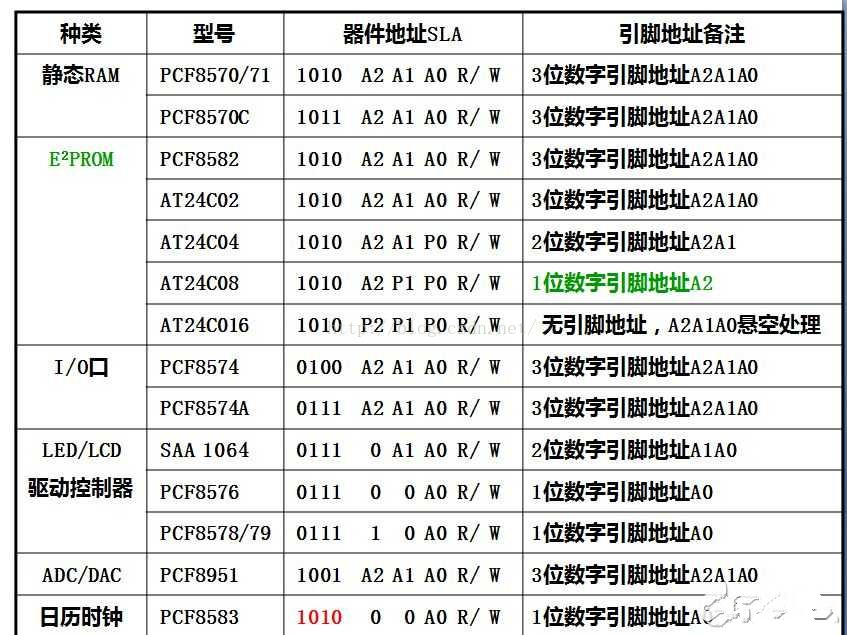 种类 型号 器件地址SLA 引脚地址备注
静态RAM PCF8570/71 1010 A2 A1 A0 R/ W 3位数字引脚地址A2A1A0
PCF8570C 1011 A2 A1 A0 R/ W 3位数字引脚地址A2A1A0
E²PROM PCF8582 1010 A2 A1 A0 R/ W 3位数字引脚地址A2A1A0
AT24C02 1010 A2 A1 A0 R/ W 3位数字引脚地址A2A1A0
AT24C04 1010 A2 A1 P0 R/ W 2位数字引脚地址A2A1
AT24C08 1010 A2 P1 P0 R/ W 1位数字引脚地址A2
AT24C016 1010 P2 P1 P0 R/ W 无引脚地址，A2A1A0悬空处理
I/O口 PCF8574 0100 A2 A1 A0 R/ W 3位数字引脚地址A2A1A0
PCF8574A 0111 A2 A1 A0 R/ W 3位数字引脚地址A2A1A0
LED/LCD SAA 1064 0111 0 A1 A0 R/ W 2位数字引脚地址A1A0
驱动控制器 PCF8576 0111 0 0 A0 R/ W 1位数字引脚地址A0
PCF8578/79 0111 1 0 A0 R/ W 1位数字引脚地址A0
ADC/DAC PCF8951 1001 A2 A1 A0 R/ W 3位数字引脚地址A2A1A0
日历时钟 PCF8583 1010 0 0 A0 R/ W 1位数字引脚地址A0